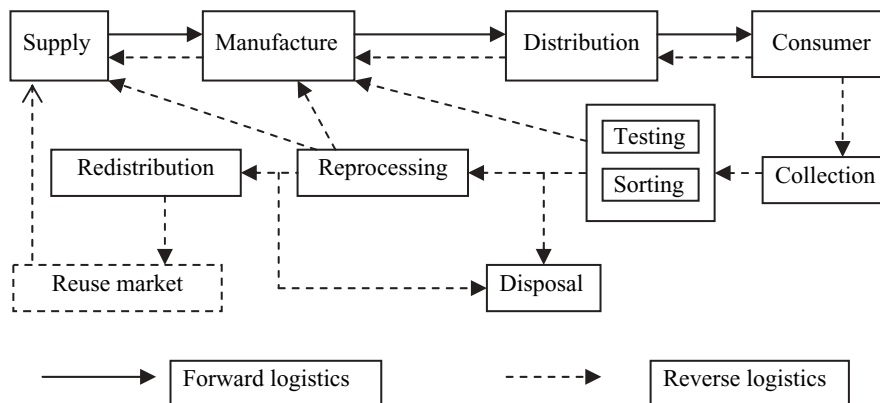 Supply
Manufacture
Distribution
Consumer
Testing
Sorting
Collection
Redistribution
Reprocessing
Reuse market
Disposal
Forward logistics
Reverse logistics